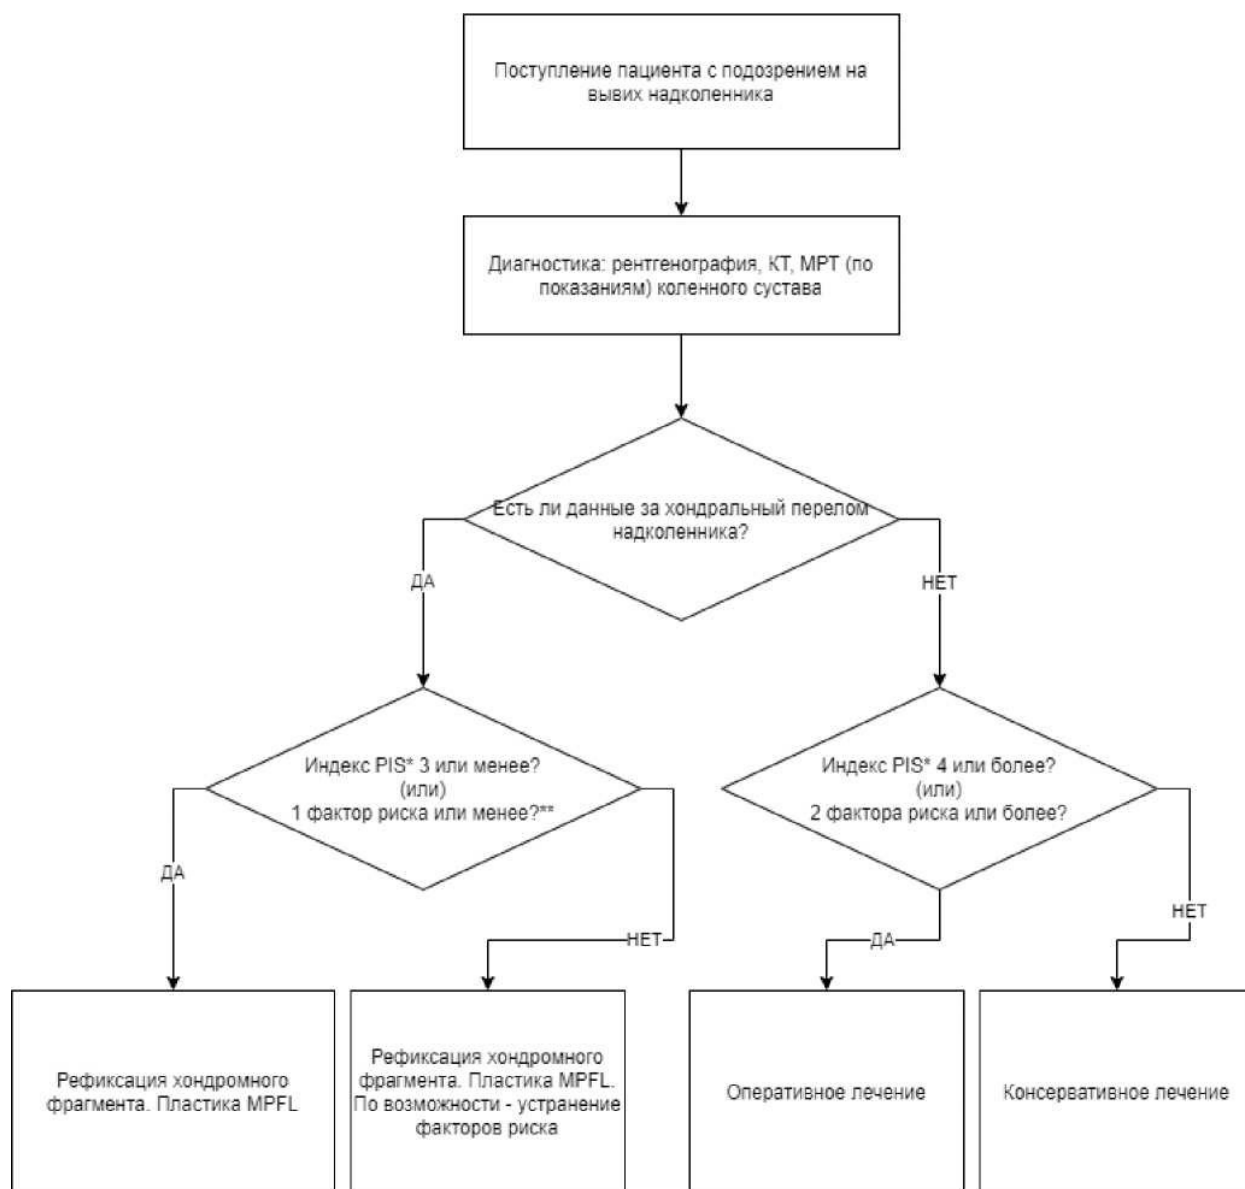 Поступление пациента с подозрением на
вывих надколенника
Диагностика: рентгенография, КТ, МРТ (по
показаниям) коленного сустава
Есть ли данные за хондральный перелом
надколенника?
ДА
НЕТ
Индекс PIS* 3 или менее?
(или)
1 фактор риска или менее?**
Индекс PIS* 4 или более?
(или)
2 фактора риска или более?
ДА
НЕТ
ДА
НЕТ
Рефиксация хондромного
фрагмента. Пластика MPFL
Рефиксация хондромного
фрагмента. Пластика MPFL.
По возможности - устранение
факторов риска
Оперативное лечение
Консервативное лечение